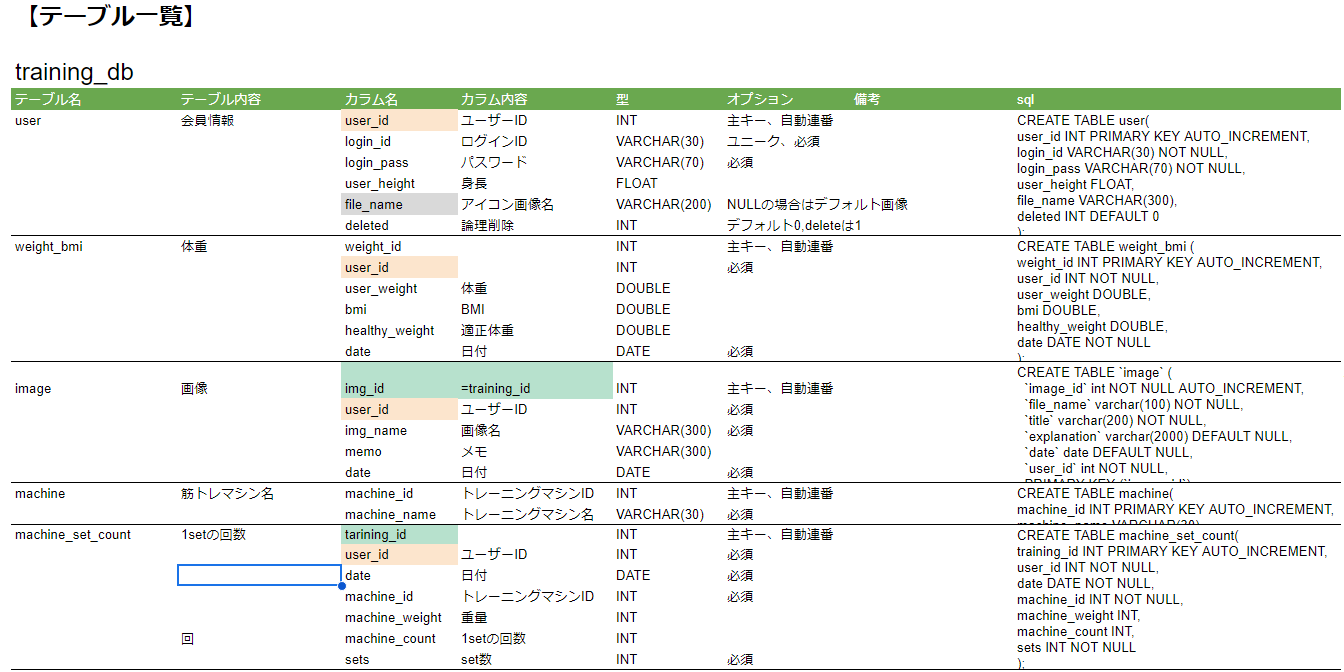 【テーブル一覧】
training_db
テーブル名 テーブル内容 カラム名 カラム内容 型 オプション 備考 sql
user 会員情報 user_id ユーザーID INT 主キー、自動連番 CREATE TABLE user(
user_id INT PRIMARY KEY AUTO_INCREMENT,
login_id ログインID VARCHAR(30) ユニーク、必須 login_id VARCHAR(30) NOT NULL,
login_pass パスワード VARCHAR(70) 必須 login_pass VARCHAR(70) NOT NULL,
user_height 身長 FLOAT user_height FLOAT,
file_name アイコン画像名 VARCHAR(200) NULLの場合はデフォルト画像 file_name VARCHAR(300),
deleted 論理削除 INT デフォルト0,deleteは1 deleted INT DEFAULT 0
);
weight_bmi 体重 weight_id INT 主キー、自動連番 CREATE TABLE weight_bmi (
weight_id INT PRIMARY KEY AUTO_INCREMENT,
user_id INT 必須 user_id INT NOT NULL,
user_weight 体重 DOUBLE user_weight DOUBLE,
bmi BMI DOUBLE bmi DOUBLE,
healthy_weight 適正体重 DOUBLE healthy_weight DOUBLE,
date 日付 DATE 必須 date DATE NOT NULL
);
CREATE TABLE `image` (
image 画像 img_id =training_id INT 主キー、自動連番 `image_id` int NOT NULL AUTO_INCREMENT,
user_id ユーザーID INT 必須 `file_name` varchar(100) NOT NULL,
`title` varchar(200) NOT NULL,
img_name 画像名 VARCHAR(300) 必須 `explanation` varchar(2000) DEFAULT NULL,
memo メモ VARCHAR(300) `date` date DEFAULT NULL,
date 日付 DATE 必須 `user_id` int NOT NULL,
machine 筋トレマシン名 machine_id トレーニングマシンID INT 主キー、自動連番 CREATE TABLE machine(
machine_name トレーニングマシン名 VARCHAR(30) 必須 machine_id INT PRIMARY KEY AUTO_INCREMENT,
machine_set_count 1setの回数 tarining_id INT 主キー、自動連番 CREATE TABLE machine_set_count(
training_id INT PRIMARY KEY AUTO_INCREMENT,
user_id ユーザーID INT 必須 user_id INT NOT NULL,
date 日付 DATE 必須 date DATE NOT NULL,
machine_id トレーニングマシンID INT 必須 machine_id INT NOT NULL,
machine_weight 重量 INT machine_weight INT,
回 machine_count 1setの回数 INT machine_count INT,
sets set数 INT 必須 sets INT NOT NULL
);